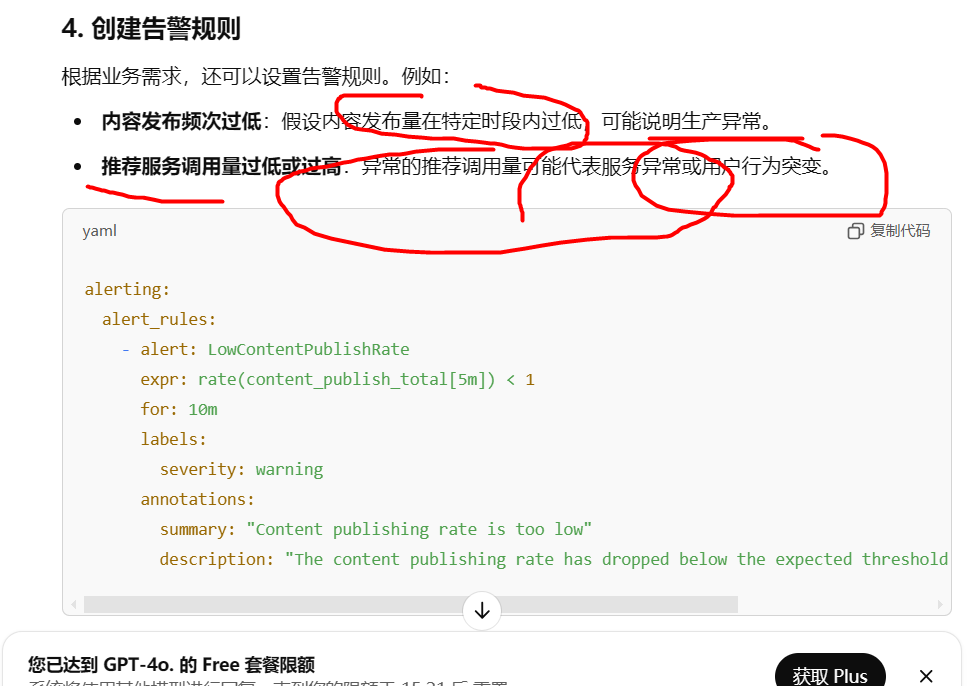 4. 创建告警规则
根据业务需求，还可以设置告警规则。例如：
• 内容发布频次过低：假设内容发布量在特定时段内过低，可能说明生产异常。
• 推荐服务调用量过低或过高：异常的推荐调用量可能代表服务异常或用户行为突变。
yaml 复制代码
alerting:
  alert_rules:
    - alert: LowContentPublishRate
      expr: rate(content_publish_total[5m]) < 1
      for: 10m
      labels:
        severity: warning
      annotations:
        summary: "Content publishing rate is too low"
        description: "The content publishing rate has dropped below the expected threshold
您已达到 GPT-4o. 的 Free 套餐限额
获取 Plus